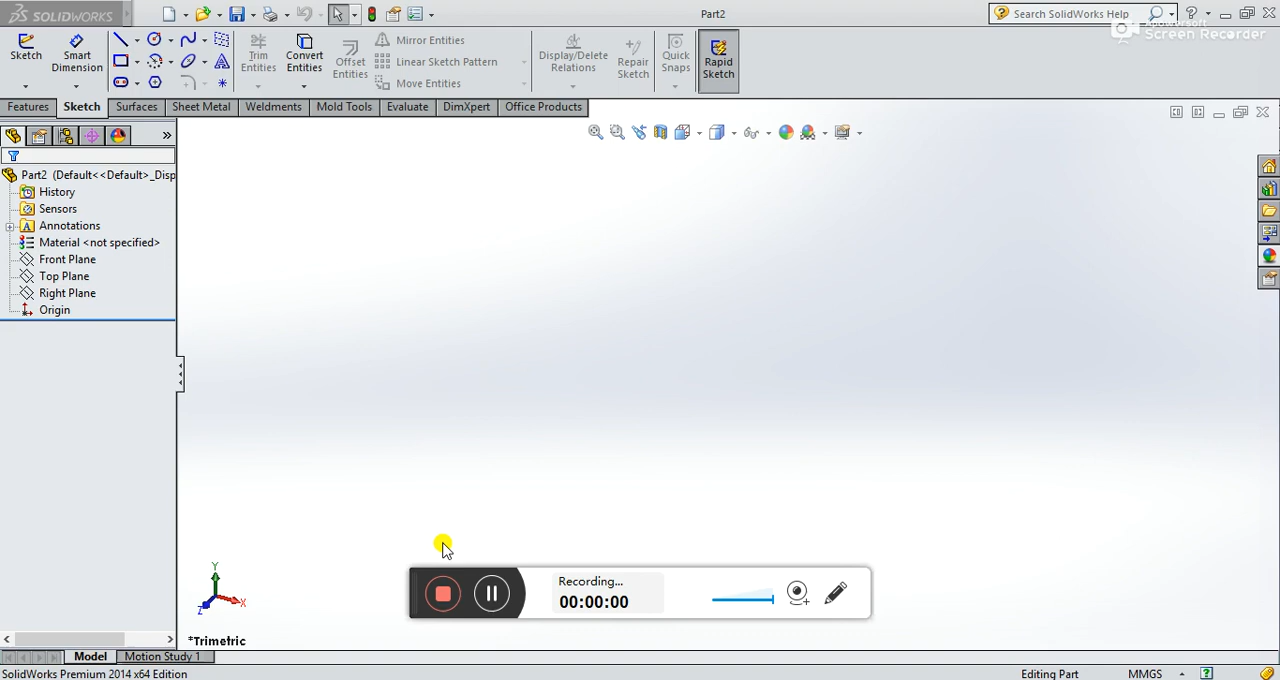 SOLIDWORKS
Part2
Search SolidWorks Help
Apowersoft
Screen Recorder
Sketch
Smart
Dimension
Trim
Entities
Convert
Entities
Offset
Entities
Mirror Entities
Linear Sketch Pattern
Move Entities
Display/Delete
Relations
Repair
Sketch
Quick
Snaps
Rapid
Sketch
Features
Sketch
Surfaces
Sheet Metal
Weldments
Mold Tools
Evaluate
DimXpert
Office Products
Part2 (Default<<Default>_Disp
History
Sensors
Annotations
Material <not specified>
Front Plane
Top Plane
Right Plane
Origin
Recording...
00:00:00
Y
X
Z
*Trimetric
Model
Motion Study 1
SolidWorks Premium 2014 x64 Edition
Editing Part
MMGS